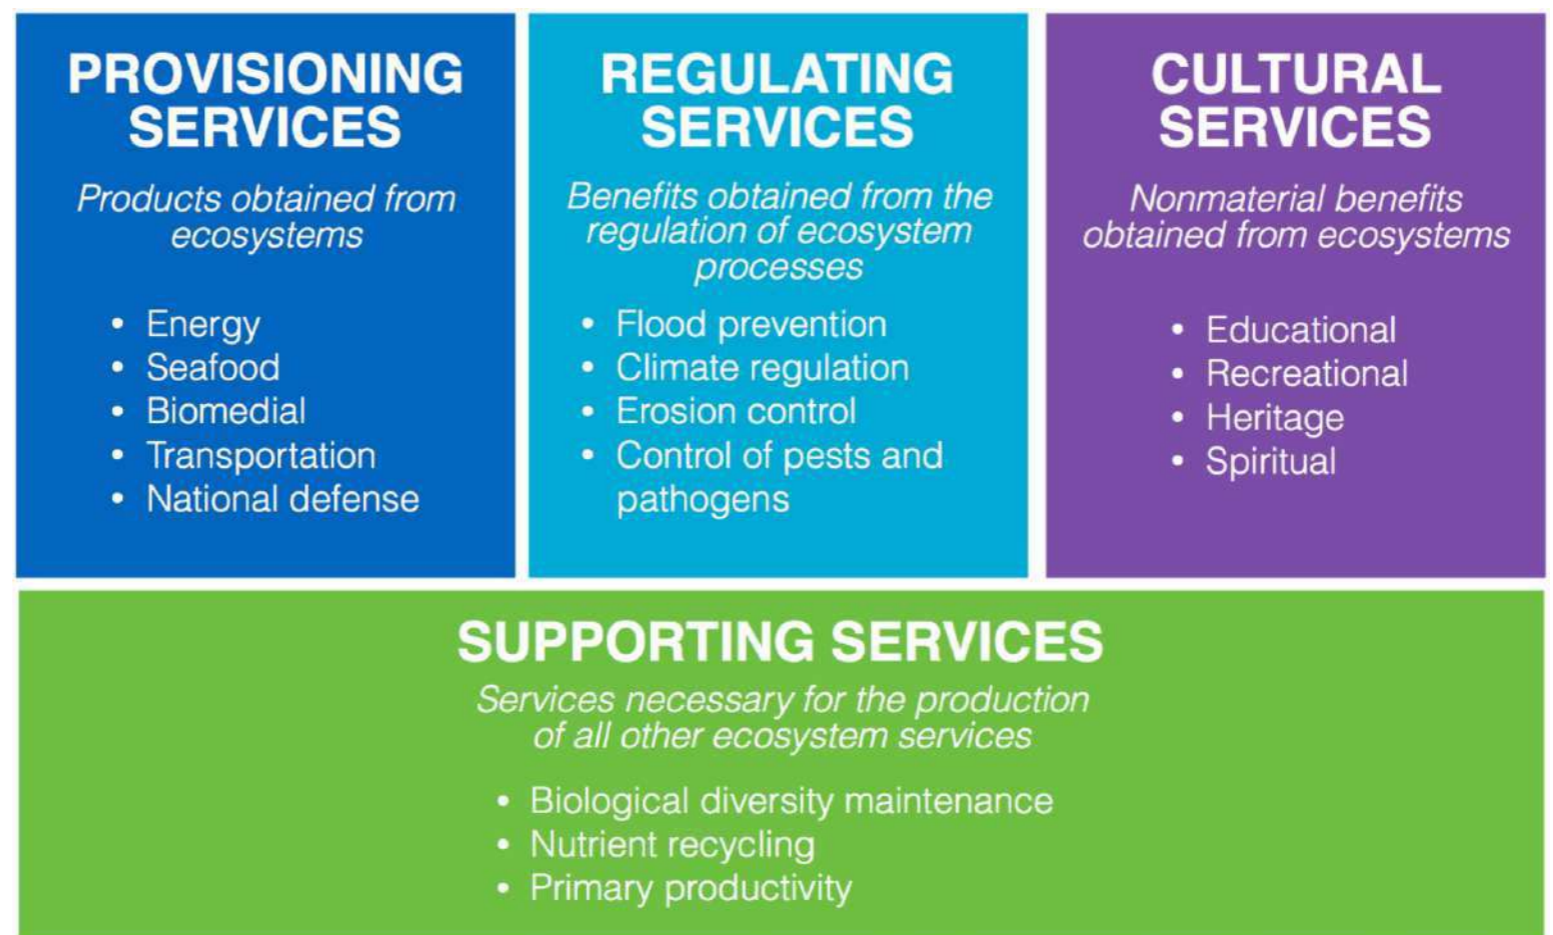 PROVISIONING
SERVICES
Products obtained from
ecosystems
• Energy
• Seafood
• Biomedial
• Transportation
• National defense
REGULATING
SERVICES
Benefits obtained from the
regulation of ecosystem
processes
• Flood prevention
• Climate regulation
• Erosion control
• Control of pests and
pathogens
CULTURAL
SERVICES
Nonmaterial benefits
obtained from ecosystems
• Educational
• Recreational
• Heritage
• Spiritual
SUPPORTING SERVICES
Services necessary for the production
of all other ecosystem services
• Biological diversity maintenance
• Nutrient recycling
• Primary productivity